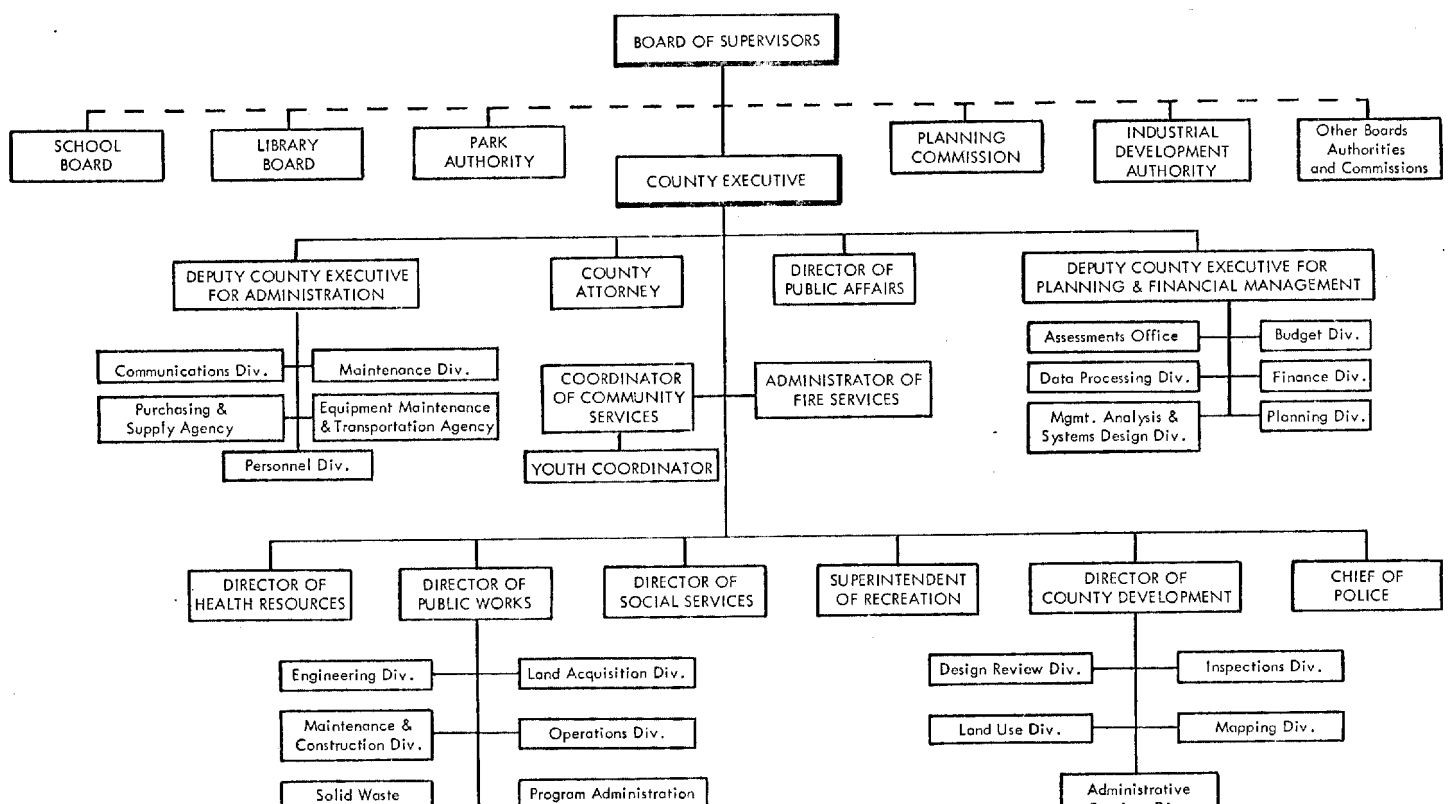 BOARD OF SUPERVISORS
SCHOOL
BOARD
LIBRARY
BOARD
PARK
AUTHORITY
PLANNING
COMMISSION
INDUSTRIAL
DEVELOPMENT
AUTHORITY
Other Boards
Authorities
and Commissions
COUNTY EXECUTIVE
DEPUTY COUNTY EXECUTIVE
FOR ADMINISTRATION
COUNTY
ATTORNEY
DIRECTOR OF
PUBLIC AFFAIRS
DEPUTY COUNTY EXECUTIVE FOR
PLANNING & FINANCIAL MANAGEMENT
Communications Div.
Maintenance Div.
Purchasing &
Supply Agency
Equipment Maintenance
& Transportation Agency
Personnel Div.
COORDINATOR
OF COMMUNITY
SERVICES
ADMINISTRATOR OF
FIRE SERVICES
YOUTH COORDINATOR
Assessments Office
Budget Div.
Data Processing Div.
Finance Div.
Mgmt. Analysis &
Systems Design Div.
Planning Div.
DIRECTOR OF
HEALTH RESOURCES
DIRECTOR OF
PUBLIC WORKS
DIRECTOR OF
SOCIAL SERVICES
SUPERINTENDENT
OF RECREATION
DIRECTOR OF
COUNTY DEVELOPMENT
CHIEF OF
POLICE
Engineering Div.
Land Acquisition Div.
Maintenance &
Construction Div.
Operations Div.
Solid Waste
Program Administration
Design Review Div.
Inspections Div.
Land Use Div.
Mapping Div.
Administrative